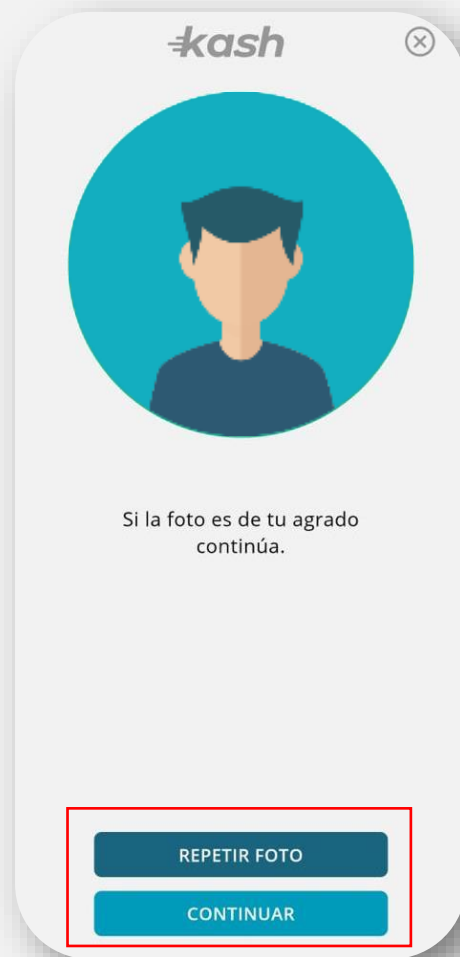 kash
Si la foto es de tu agrado
continúa.
REPETIR FOTO
CONTINUAR